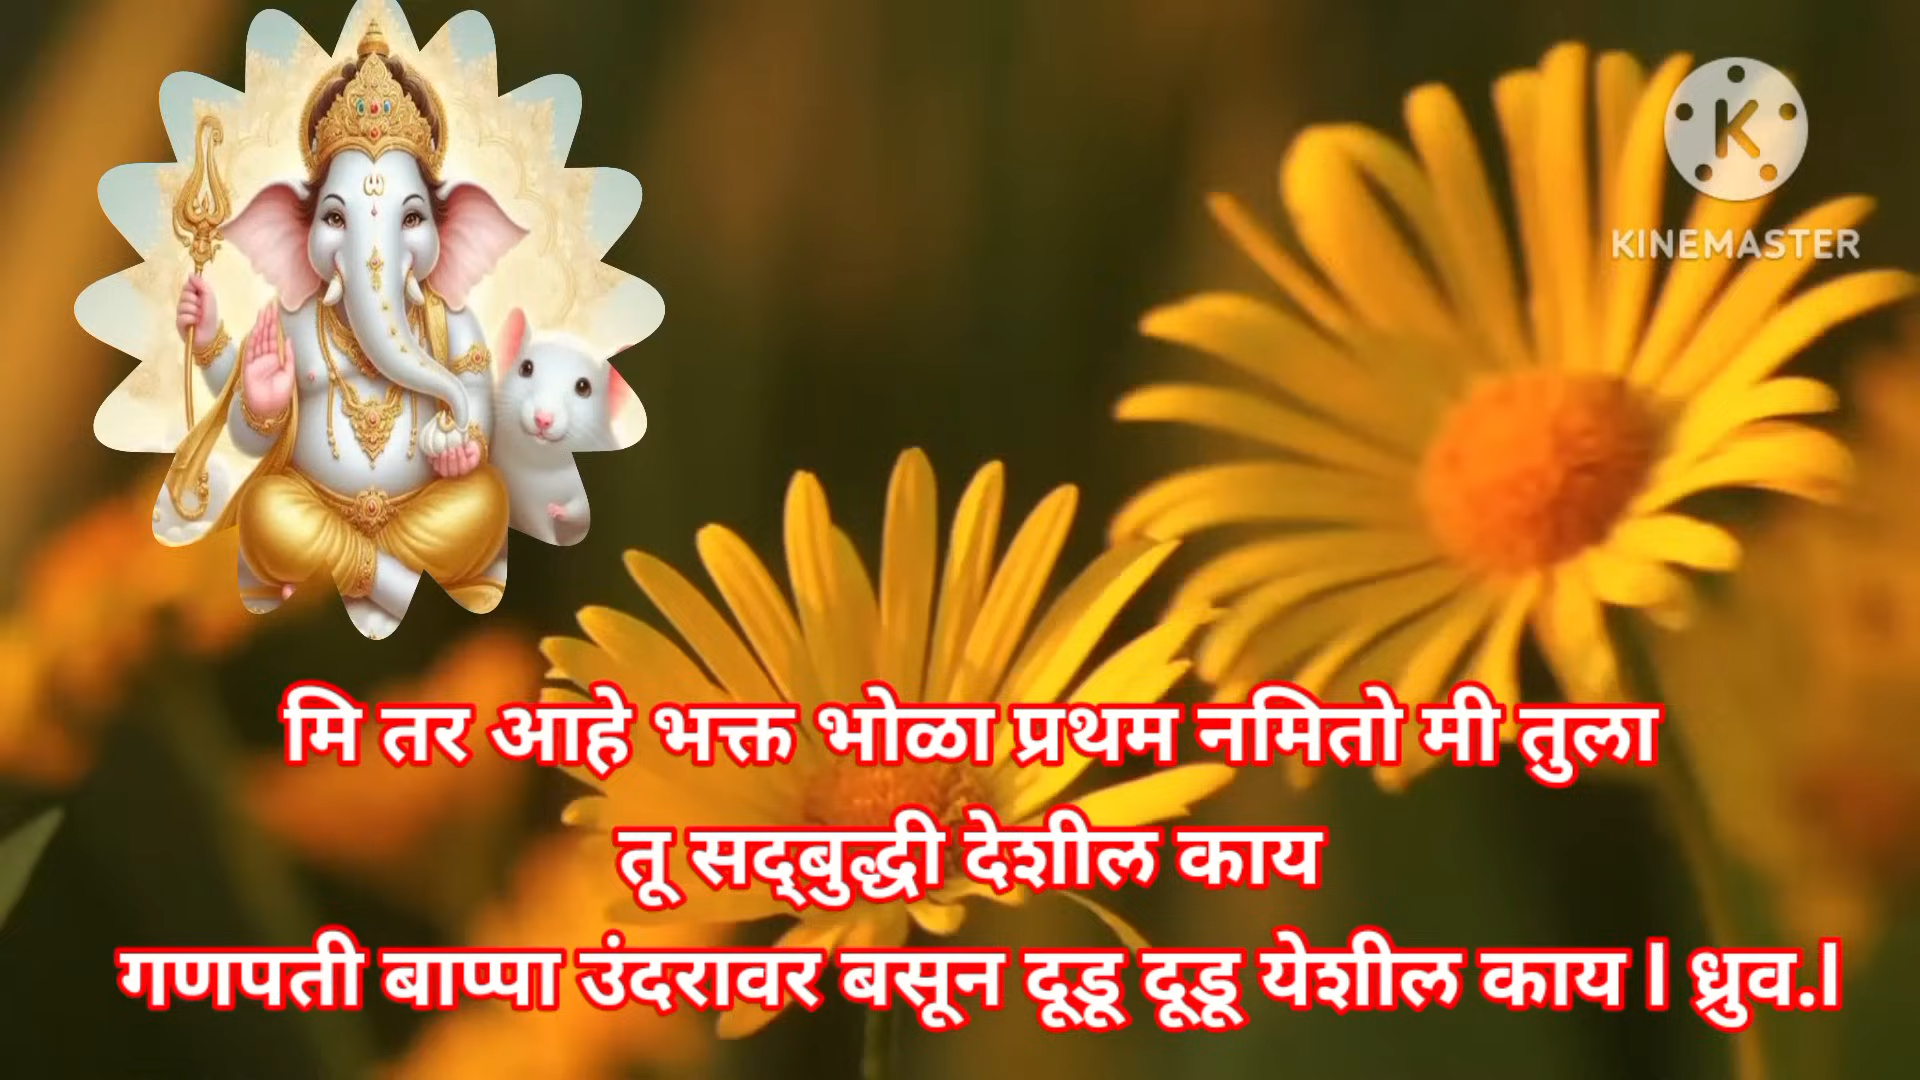 KINEMASTER
मि तर आहे भक्त भोळा प्रथम नमितो मी तुला
तू सद्‌बुद्धी देशील काय
गणपती बाप्पा उंदरावर बसून दूडू दूडू येशील काय l ध्रुव.l